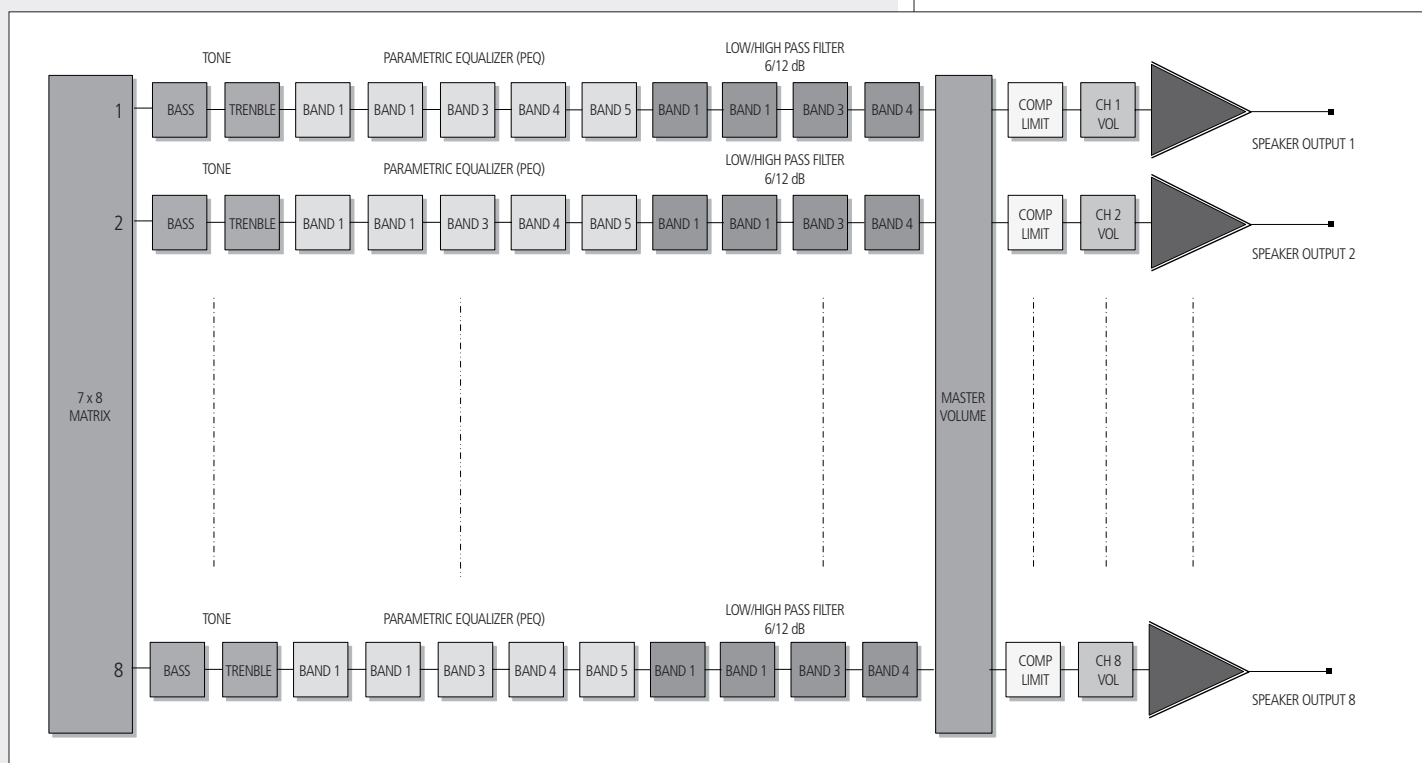 TONE
PARAMETRIC EQUALIZER (PEQ)
LOW/HIGH PASS FILTER
6/12 dB
1
BASS
TRENBLE
BAND 1
BAND 1
BAND 3
BAND 4
BAND 5
BAND 1
BAND 1
BAND 3
BAND 4
COMP
LIMIT
CH 1
VOL
SPEAKER OUTPUT 1
TONE
PARAMETRIC EQUALIZER (PEQ)
LOW/HIGH PASS FILTER
6/12 dB
2
BASS
TRENBLE
BAND 1
BAND 1
BAND 3
BAND 4
BAND 5
BAND 1
BAND 1
BAND 3
BAND 4
COMP
LIMIT
CH 2
VOL
SPEAKER OUTPUT 2
7 x 8
MATRIX
MASTER
VOLUME
TONE
PARAMETRIC EQUALIZER (PEQ)
LOW/HIGH PASS FILTER
6/12 dB
8
BASS
TRENBLE
BAND 1
BAND 1
BAND 3
BAND 4
BAND 5
BAND 1
BAND 1
BAND 3
BAND 4
COMP
LIMIT
CH 8
VOL
SPEAKER OUTPUT 8